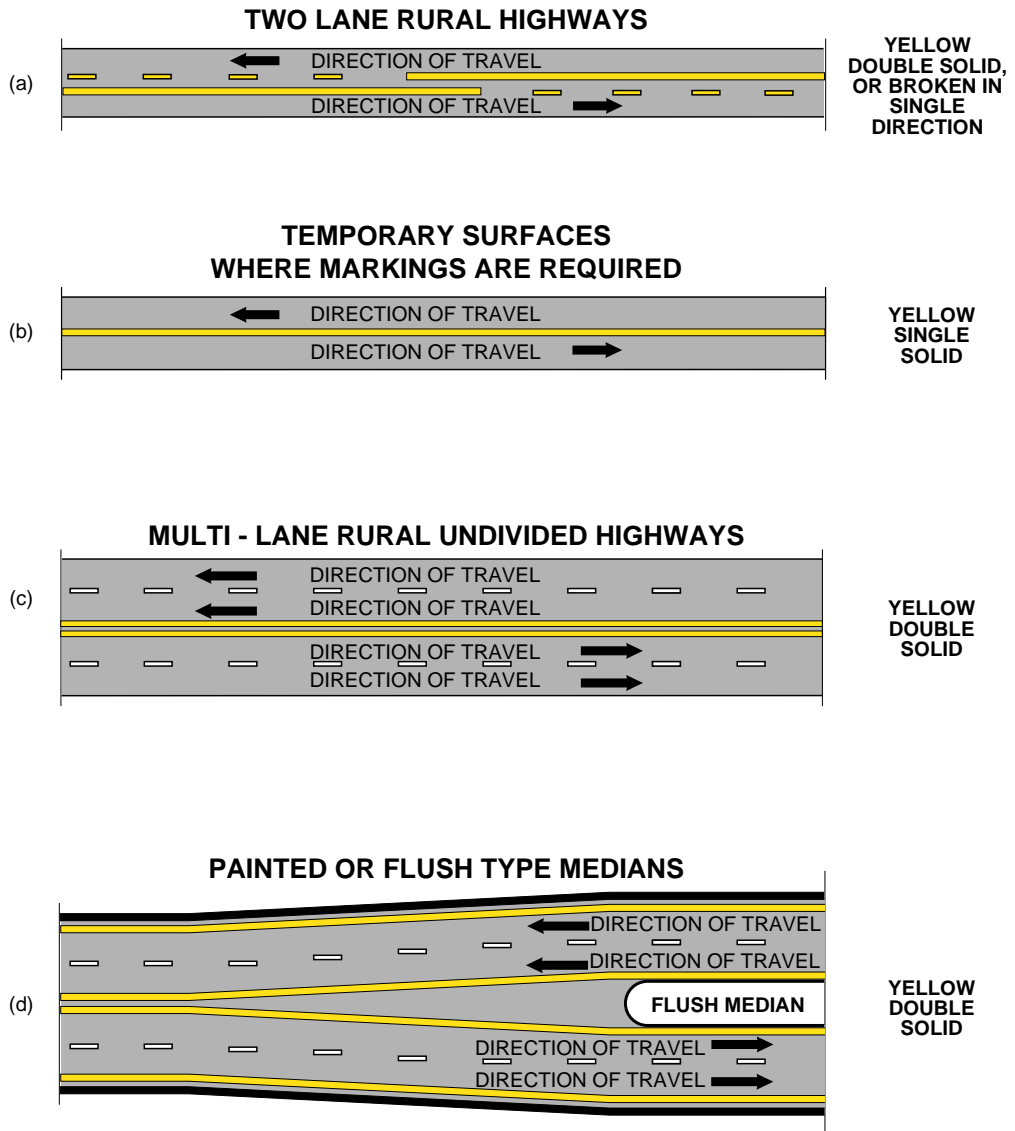 TWO LANE RURAL HIGHWAYS
(a)
DIRECTION OF TRAVEL
DIRECTION OF TRAVEL
YELLOW
DOUBLE SOLID,
OR BROKEN IN
SINGLE
DIRECTION
TEMPORARY SURFACES
WHERE MARKINGS ARE REQUIRED
(b)
DIRECTION OF TRAVEL
DIRECTION OF TRAVEL
YELLOW
SINGLE
SOLID
MULTI - LANE RURAL UNDIVIDED HIGHWAYS
(c)
DIRECTION OF TRAVEL
DIRECTION OF TRAVEL
DIRECTION OF TRAVEL
DIRECTION OF TRAVEL
YELLOW
DOUBLE
SOLID
PAINTED OR FLUSH TYPE MEDIANS
(d)
DIRECTION OF TRAVEL
DIRECTION OF TRAVEL
FLUSH MEDIAN
DIRECTION OF TRAVEL
DIRECTION OF TRAVEL
YELLOW
DOUBLE
SOLID